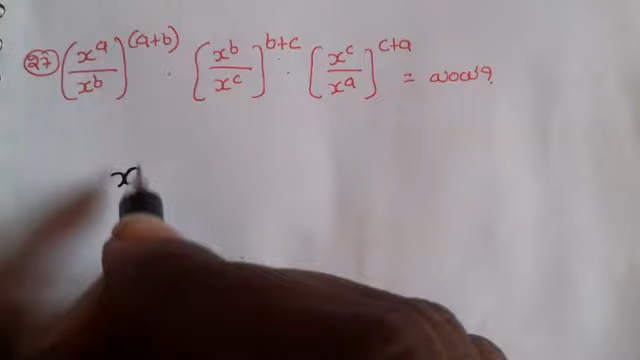 27 (x^a/x^b)^(a+b) · (x^b/x^c)^b+c · (x^c/x^a)^c+a =
x